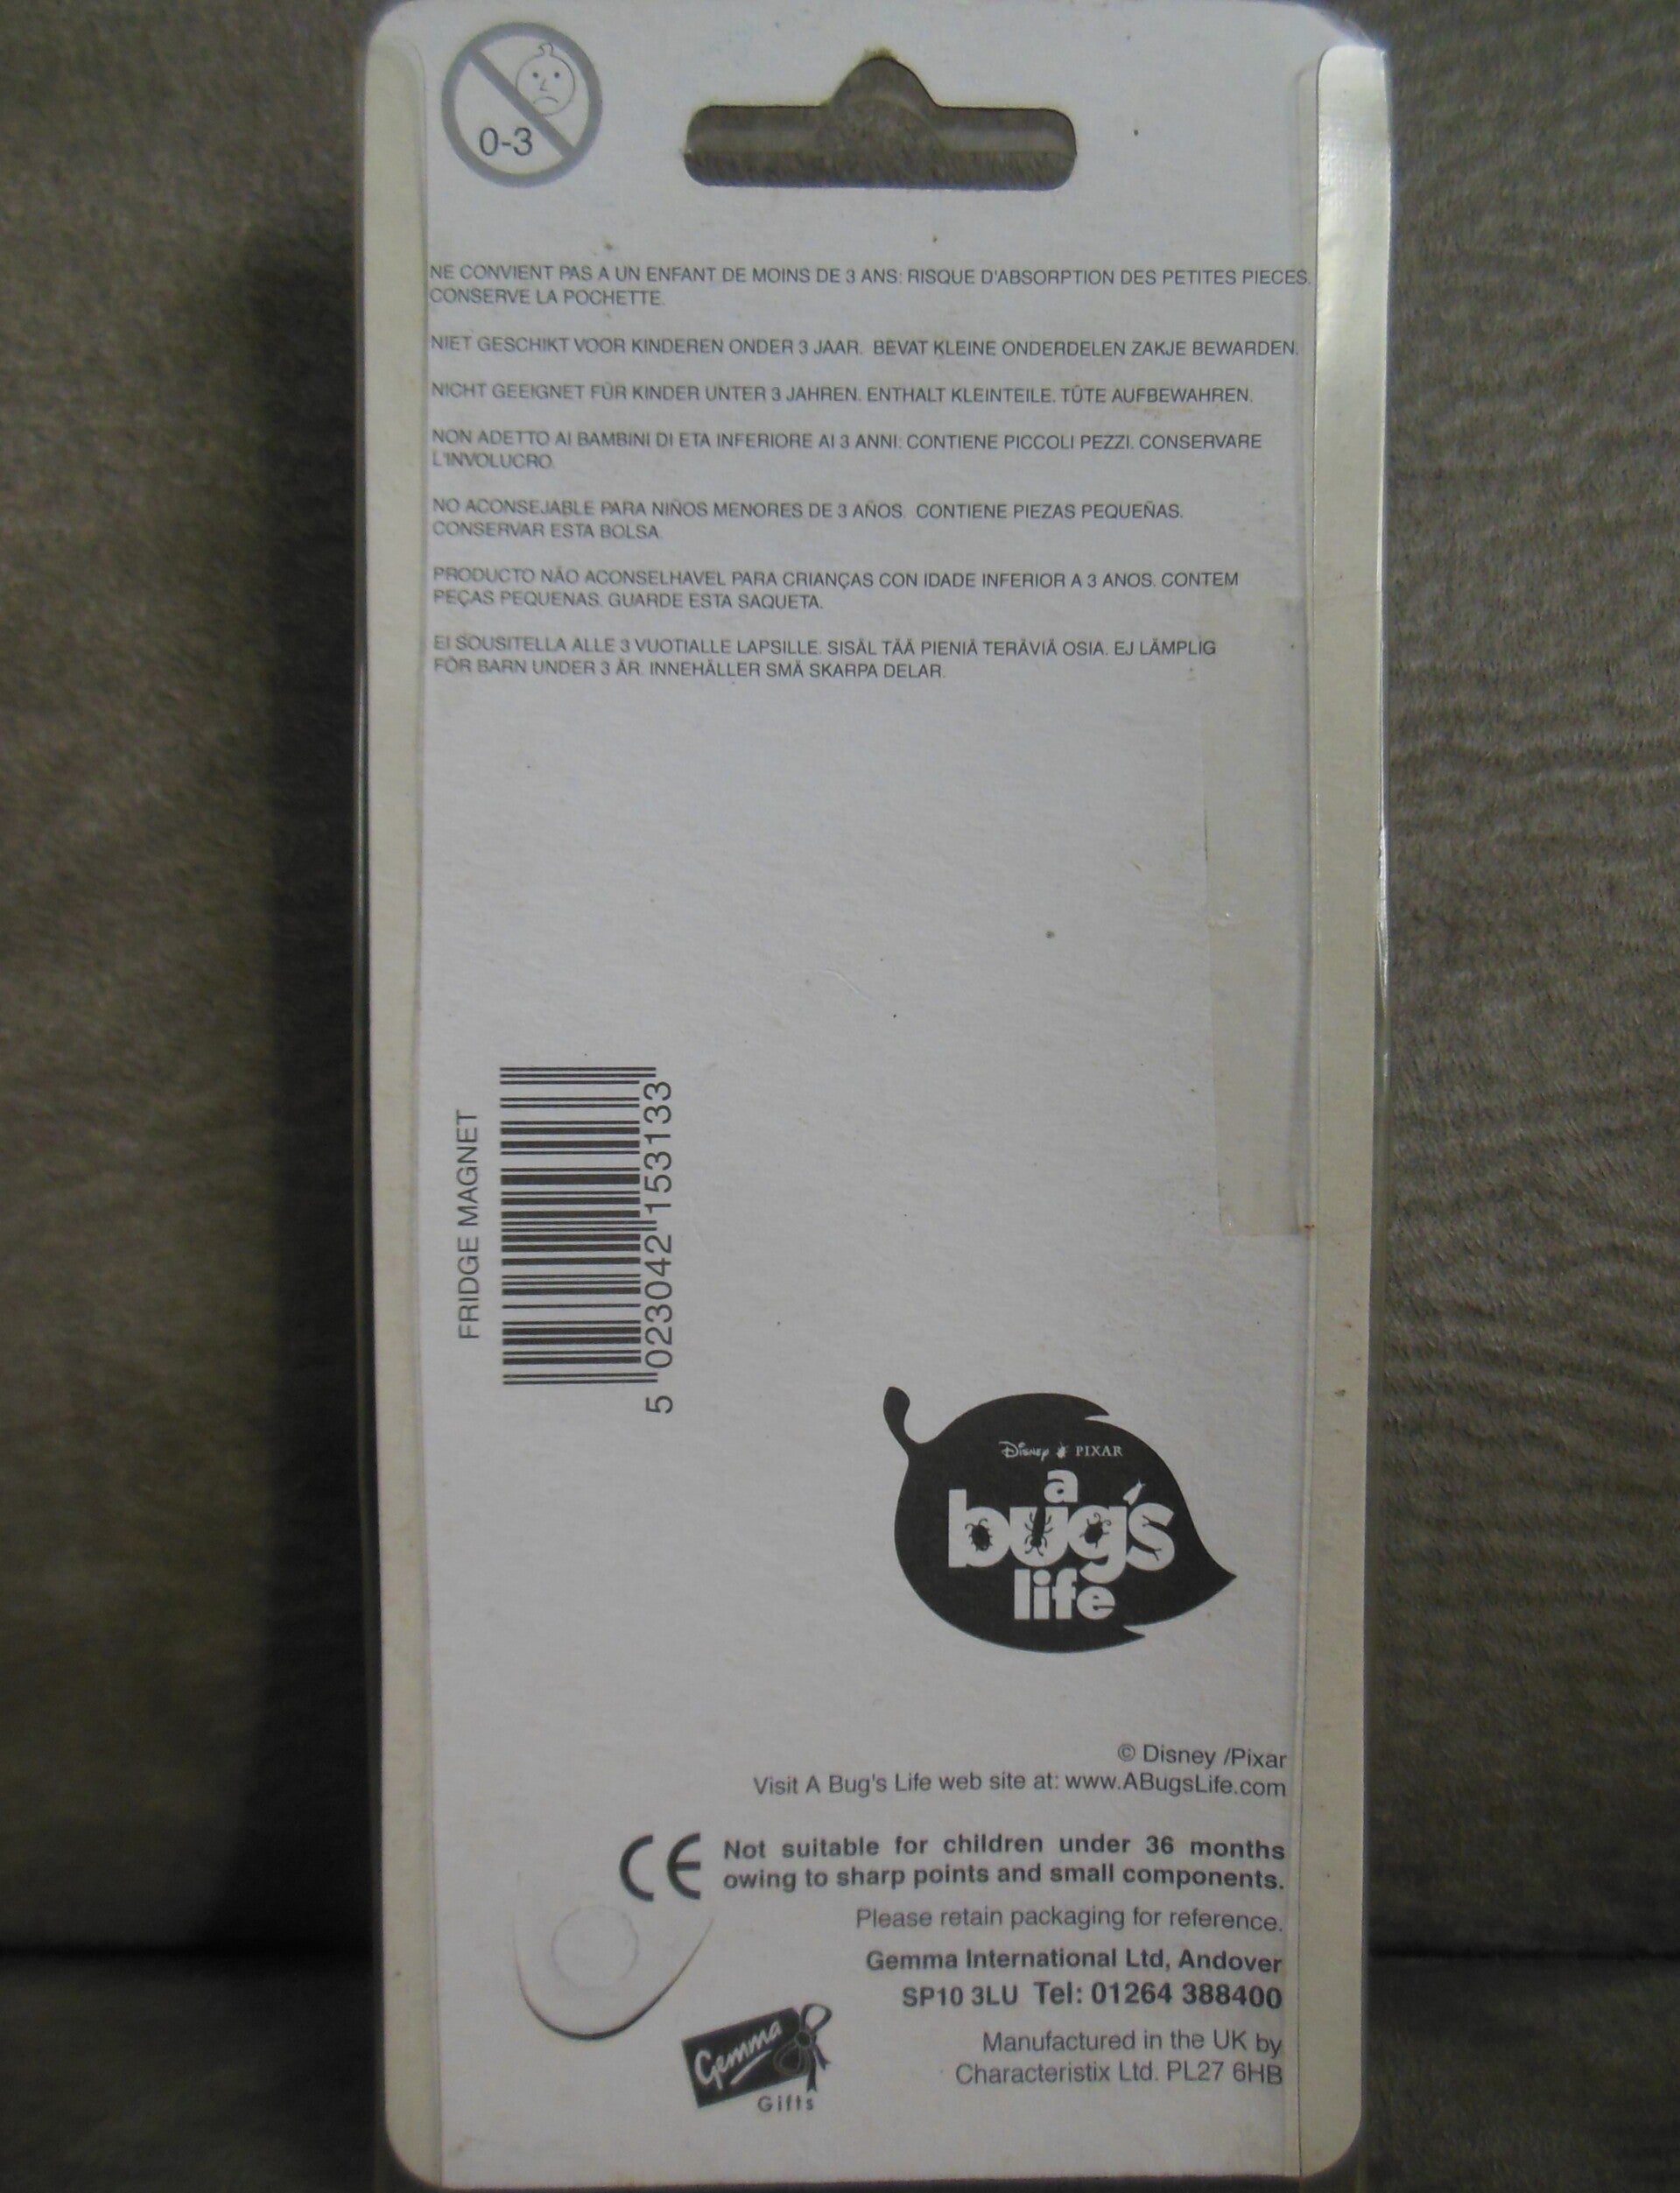 0-3
NE CONVIENT PAS A UN ENFANT DE MOINS DE 3 ANS: RISQUE D'ABSORPTION DES PETITES PIECES.
CONSERVE LA POCHETTE.
NIET GESCHIKT VOOR KINDEREN ONDER 3 JAAR. BEVAT KLEINE ONDERDELEN ZAKJE BEWARDEN.
NICHT GEEIGNET FÜR KINDER UNTER 3 JAHREN. ENTHALT KLEINTEILE. TÜTE AUFBEWAHREN.
NON ADETTO AI BAMBINI DI ETA INFERIORE AI 3 ANNI: CONTIENE PICCOLI PEZZI. CONSERVARE
L'INVOLUCRO.
NO ACONSEJABLE PARA NIÑOS MENORES DE 3 AÑOS. CONTIENE PIEZAS PEQUEÑAS.
CONSERVAR ESTA BOLSA.
PRODUCTO NÃO ACONSELHAVEL PARA CRIANÇAS CON IDADE INFERIOR A 3 ANOS. CONTEM
PEÇAS PEQUENAS. GUARDE ESTA SAQUETA.
EI SOUSITELLA ALLE 3 VUOTIALLE LAPSILLE. SISÄL TÄÄ PIENIÄ TERÄVIÄ OSIA. EJ LÄMPLIG
FÖR BARN UNDER 3 ÅR. INNEHÅLLER SMÅ SKARPA DELAR.
FRIDGE MAGNET
5 023042 153133
Disney PIXAR
a
bug's
life
© Disney /Pixar
Visit A Bug's Life web site at: www.ABugsLife.com
CE
Not suitable for children under 36 months
owing to sharp points and small components.
Please retain packaging for reference.
Gemma International Ltd, Andover
SP10 3LU Tel: 01264 388400
Manufactured in the UK by
Characteristix Ltd. PL27 6HB
Gemma
Gifts